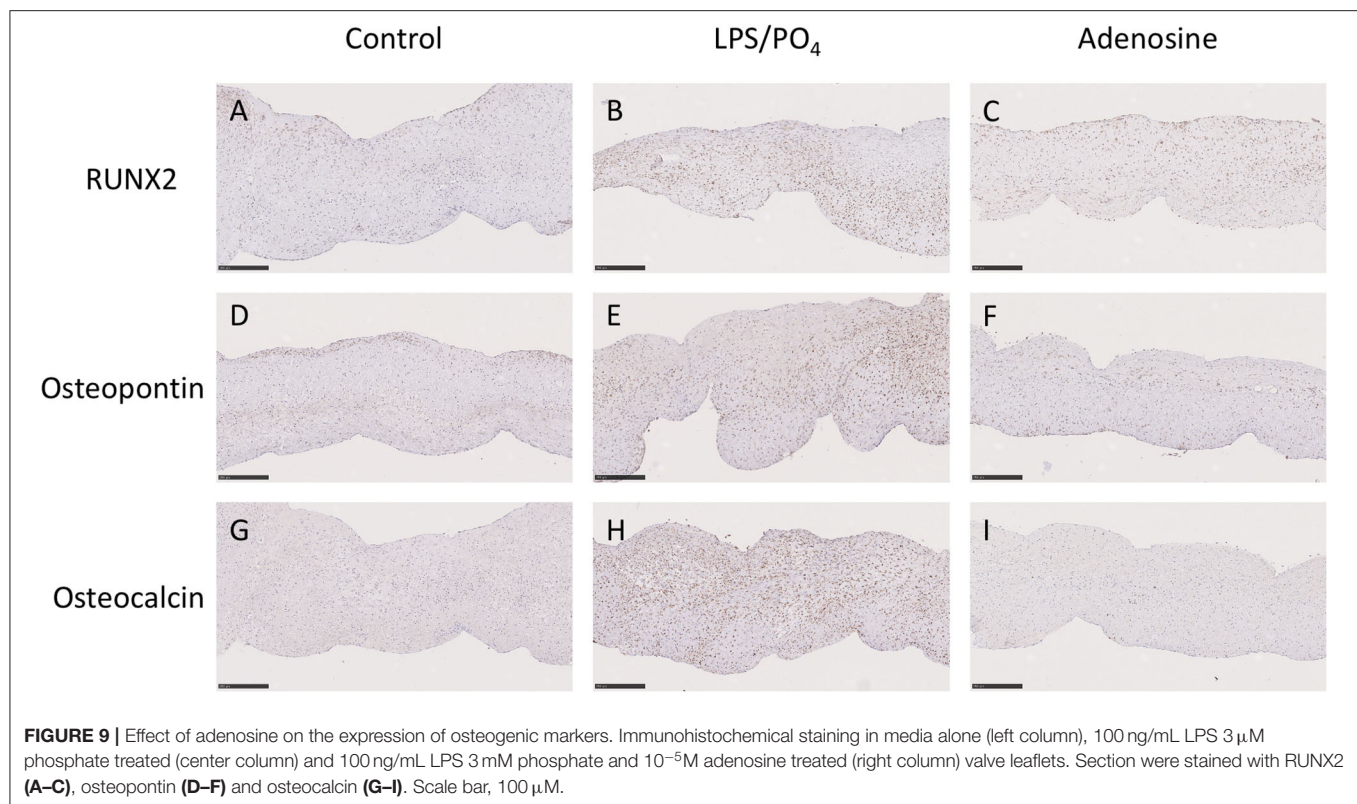 Control LPS/PO₄ Adenosine
RUNX2
A B C
Osteopontin
D E F
Osteocalcin
G H I
FIGURE 9 | Effect of adenosine on the expression of osteogenic markers. Immunohistochemical staining in media alone (left column), 100 ng/mL LPS 3 μM
phosphate treated (center column) and 100 ng/mL LPS 3 mM phosphate and 10⁻⁵M adenosine treated (right column) valve leaflets. Section were stained with RUNX2
(A–C), osteopontin (D–F) and osteocalcin (G–I). Scale bar, 100 μM.